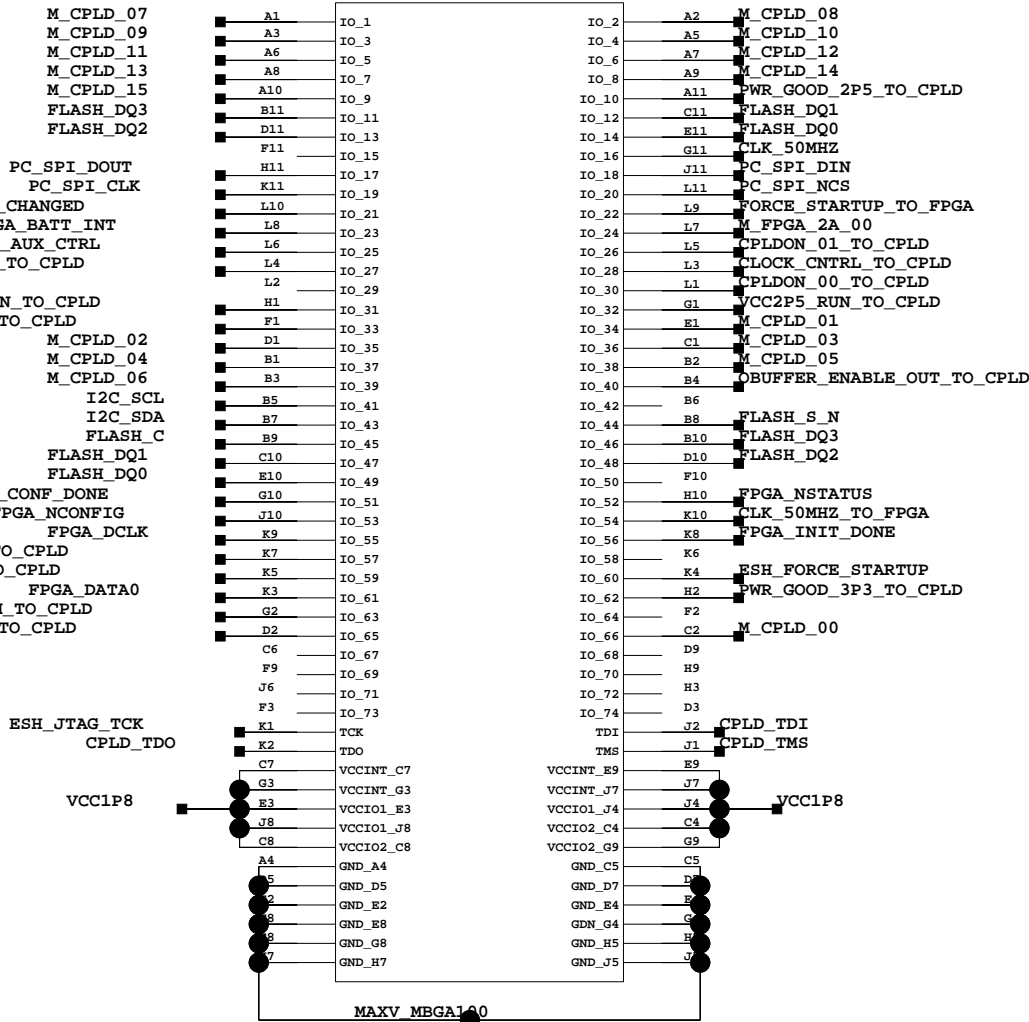 M_CPLD_07 A1 IO_1 IO_2 A2 M_CPLD_08
M_CPLD_09 A3 IO_3 IO_4 A5 M_CPLD_10
M_CPLD_11 A6 IO_5 IO_6 A7 M_CPLD_12
M_CPLD_13 A8 IO_7 IO_8 A9 M_CPLD_14
M_CPLD_15 A10 IO_9 IO_10 A11 PWR_GOOD_2P5_TO_CPLD
FLASH_DQ3 B11 IO_11 IO_12 C11 FLASH_DQ1
FLASH_DQ2 D11 IO_13 IO_14 E11 FLASH_DQ0
F11 IO_15 IO_16 G11 CLK_50MHZ
PC_SPI_DOUT H11 IO_17 IO_18 J11 PC_SPI_DIN
PC_SPI_CLK K11 IO_19 IO_20 L11 PC_SPI_NCS
_CHANGED L10 IO_21 IO_22 L9 FORCE_STARTUP_TO_FPGA
GA_BATT_INT L8 IO_23 IO_24 L7 M_FPGA_2A_00
_AUX_CTRL L6 IO_25 IO_26 L5 CPLDON_01_TO_CPLD
_TO_CPLD L4 IO_27 IO_28 L3 CLOCK_CNTRL_TO_CPLD
L2 IO_29 IO_30 L1 CPLDON_00_TO_CPLD
N_TO_CPLD H1 IO_31 IO_32 G1 VCC2P5_RUN_TO_CPLD
TO_CPLD F1 IO_33 IO_34 E1 M_CPLD_01
M_CPLD_02 D1 IO_35 IO_36 C1 M_CPLD_03
M_CPLD_04 B1 IO_37 IO_38 B2 M_CPLD_05
M_CPLD_06 B3 IO_39 IO_40 B4 OBUFFER_ENABLE_OUT_TO_CPLD
I2C_SCL B5 IO_41 IO_42 B6
I2C_SDA B7 IO_43 IO_44 B8 FLASH_S_N
FLASH_C B9 IO_45 IO_46 B10 FLASH_DQ3
FLASH_DQ1 C10 IO_47 IO_48 D10 FLASH_DQ2
FLASH_DQ0 E10 IO_49 IO_50 F10
_CONF_DONE G10 IO_51 IO_52 H10 FPGA_NSTATUS
FPGA_NCONFIG J10 IO_53 IO_54 K10 CLK_50MHZ_TO_FPGA
FPGA_DCLK K9 IO_55 IO_56 K8 FPGA_INIT_DONE
TO_CPLD K7 IO_57 IO_58 K6
O_CPLD K5 IO_59 IO_60 K4 ESH_FORCE_STARTUP
FPGA_DATA0 K3 IO_61 IO_62 H2 PWR_GOOD_3P3_TO_CPLD
_TO_CPLD G2 IO_63 IO_64 F2
TO_CPLD D2 IO_65 IO_66 C2 M_CPLD_00
C6 IO_67 IO_68 D9
F9 IO_69 IO_70 H9
J6 IO_71 IO_72 H3
F3 IO_73 IO_74 D3
ESH_JTAG_TCK K1 TCK TDI J2 CPLD_TDI
CPLD_TDO K2 TDO TMS J1 CPLD_TMS
C7 VCCINT_C7 VCCINT_E9 E9
G3 VCCINT_G3 VCCINT_J7 J7
VCC1P8 E3 VCCIO1_E3 VCCIO1_J4 J4 VCC1P8
J8 VCCIO1_J8 VCCIO2_C4 C4
C8 VCCIO2_C8 VCCIO2_G9 G9
A4 GND_A4 GND_C5 C5
GND_D5 GND_D7
GND_E2 GND_E4
GND_E8 GDN_G4
GND_G8 GND_H5
GND_H7 GND_J5
MAXV_MBGA100